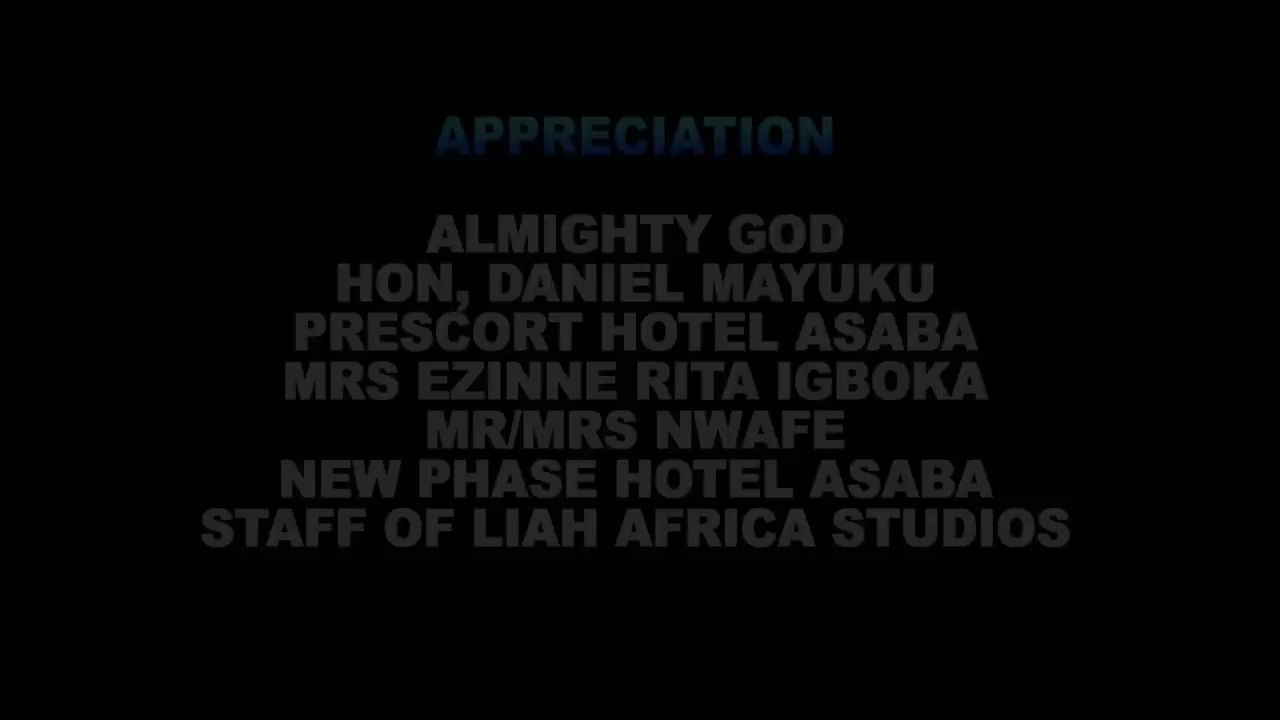 APPRECIATION
ALMIGHTY GOD
HON, DANIEL MAYUKU
PRESCORT HOTEL ASABA
MRS EZINNE RITA IGBOKA
MR/MRS NWAFE
NEW PHASE HOTEL ASABA
STAFF OF LIAH AFRICA STUDIOS